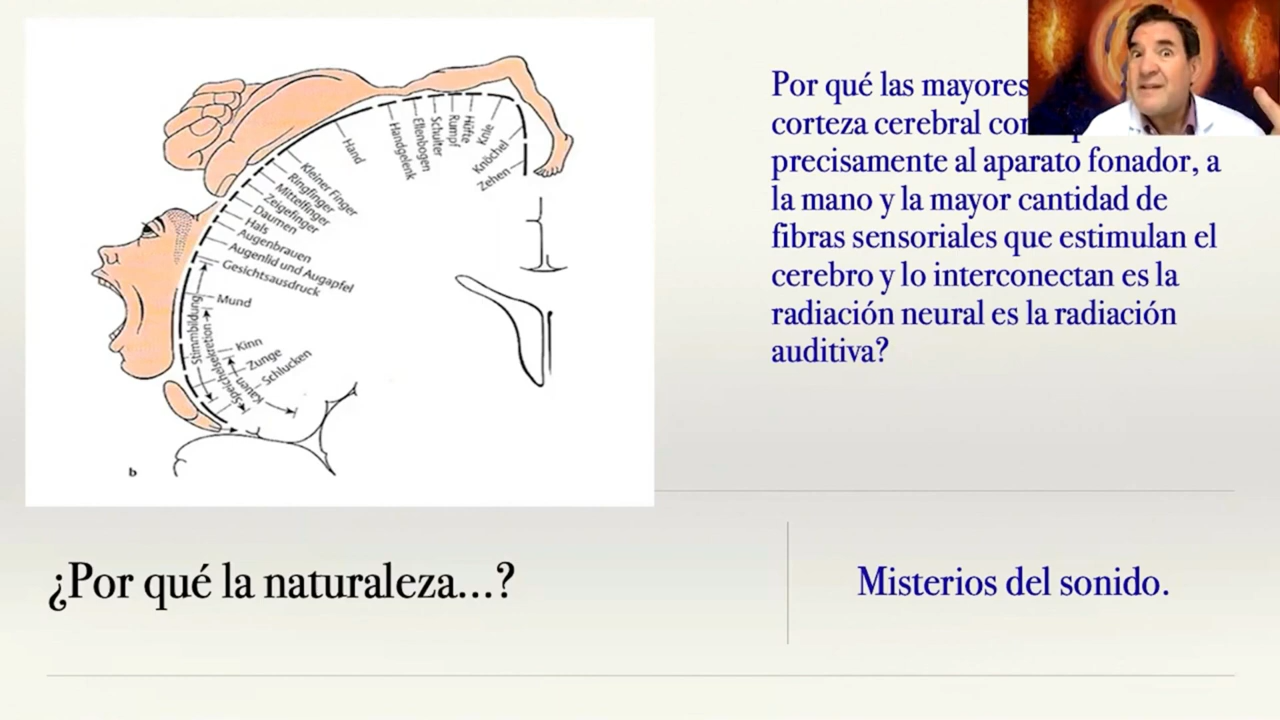 Por qué las mayores
corteza cerebral
precisamente al aparato fonador, a
la mano y la mayor cantidad de
fibras sensoriales que estimulan el
cerebro y lo interconectan es la
radiación neural es la radiación
auditiva?
Zehen
Knöchel
Knie
Hüfte
Rumpf
Schulter
Ellenbogen
Handgelenk
Hand
Kleiner Finger
Ringfinger
Mittelfinger
Zeigefinger
Daumen
Hals
Augenbrauen
Augenlid und Augapfel
Gesichtsausdruck
Mund
Stimmbildung
Speichelsekretion
Kinn
Zunge
Kauen
Schlucken
b
¿Por qué la naturaleza...?
Misterios del sonido.